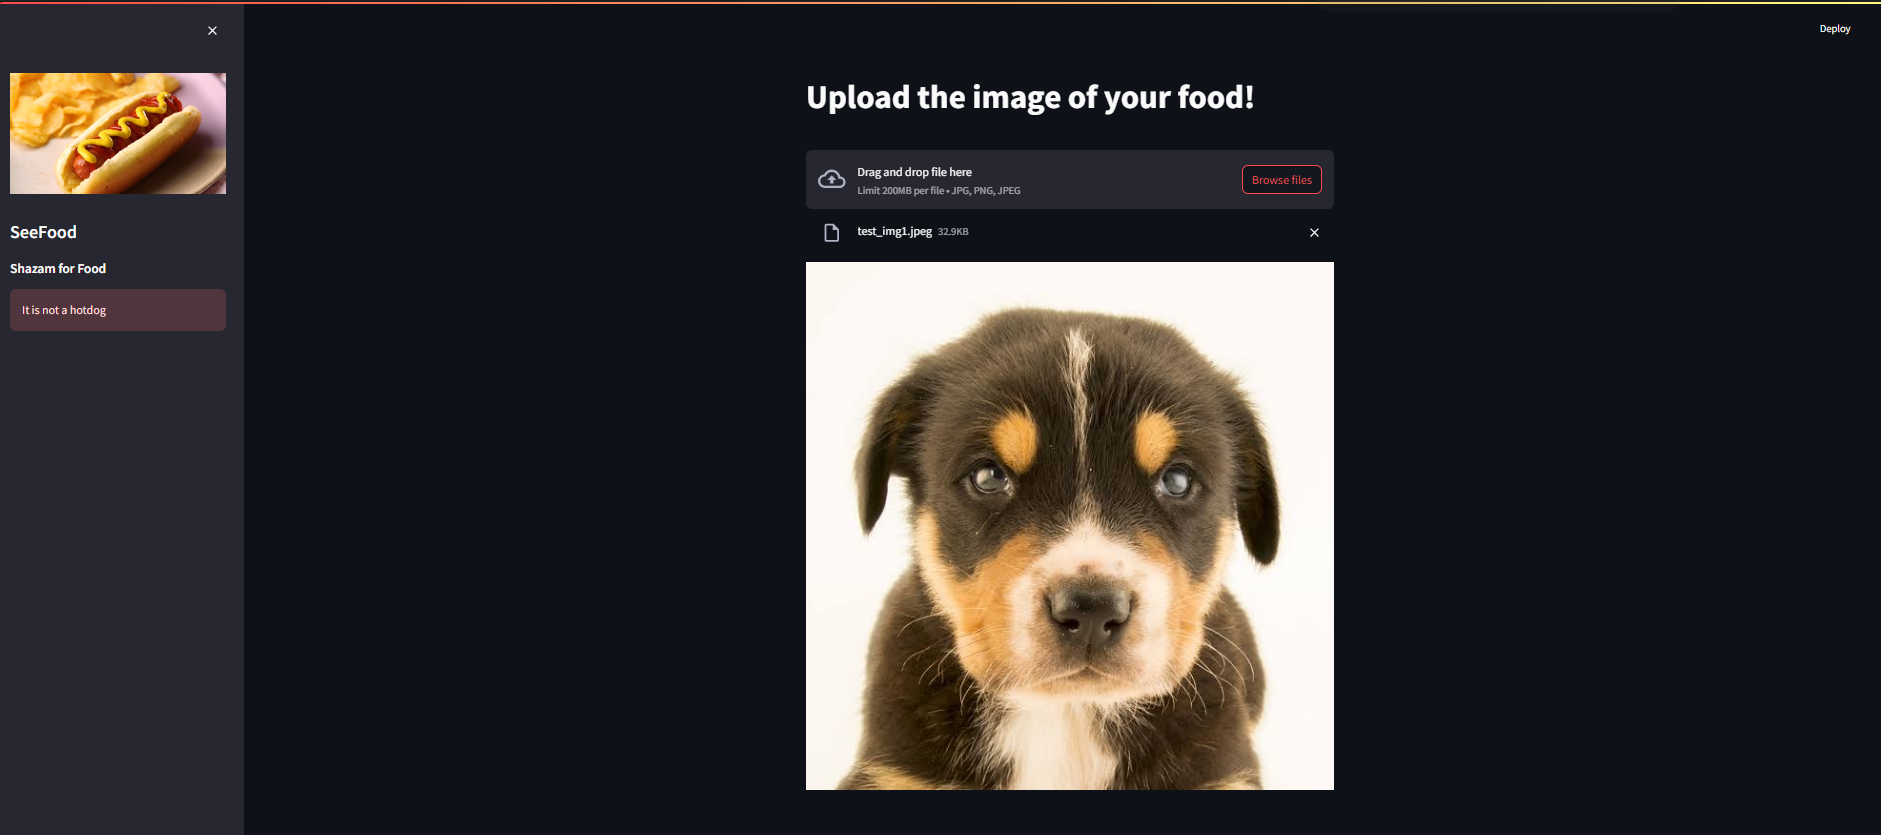 Deploy
SeeFood
Shazam for Food
It is not a hotdog
Upload the image of your food!
Drag and drop file here
Limit 200MB per file • JPG, PNG, JPEG
Browse files
test_img1.jpeg 32.9KB